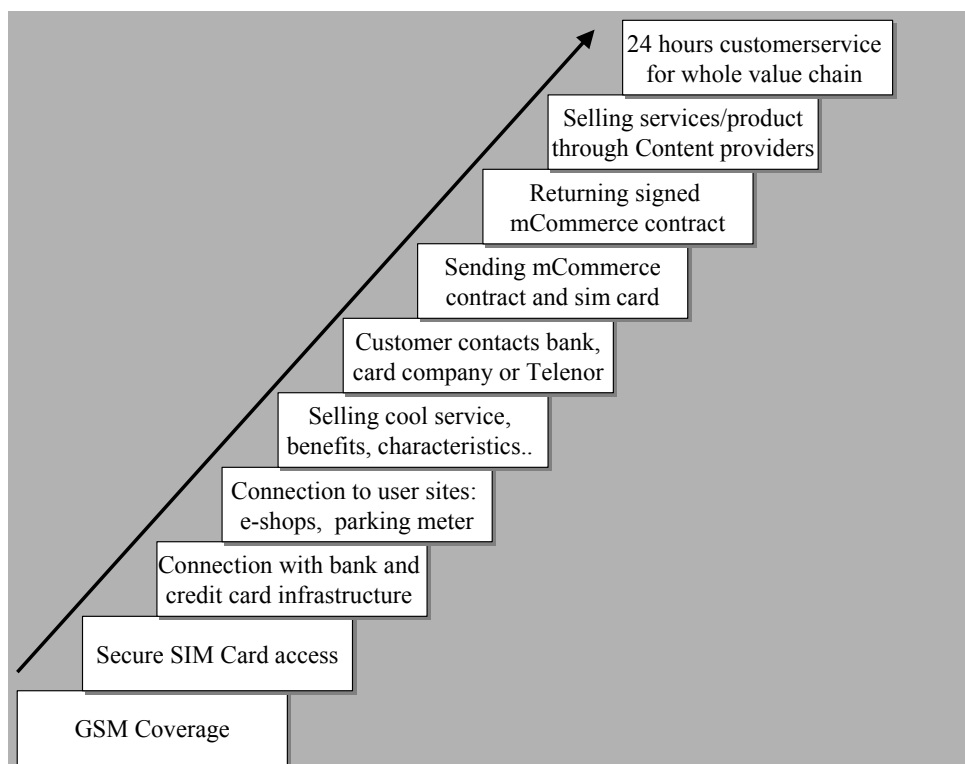 24 hours customerservice
for whole value chain
Selling services/product
through Content providers
Returning signed
mCommerce contract
Sending mCommerce
contract and sim card
Customer contacts bank,
card company or Telenor
Selling cool service,
benefits, characteristics..
Connection to user sites:
e-shops, parking meter
Connection with bank and
credit card infrastructure
Secure SIM Card access
GSM Coverage